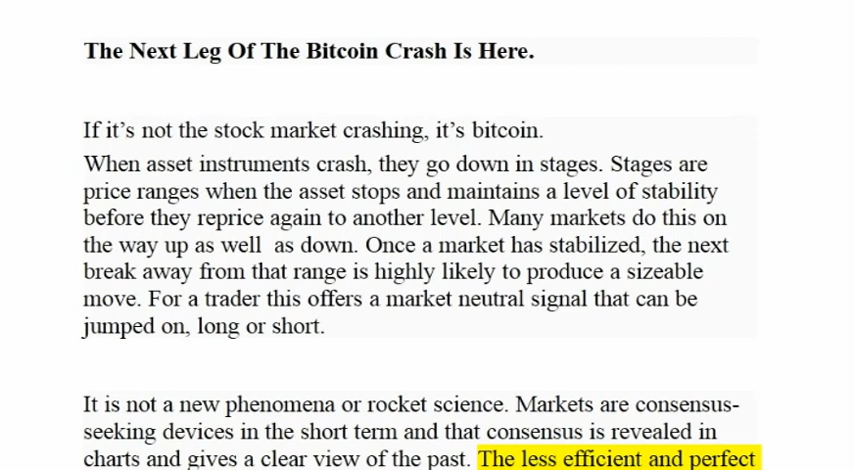 The Next Leg Of The Bitcoin Crash Is Here.
If it's not the stock market crashing, it's bitcoin.
When asset instruments crash, they go down in stages. Stages are
price ranges when the asset stops and maintains a level of stability
before they reprice again to another level. Many markets do this on
the way up as well  as down. Once a market has stabilized, the next
break away from that range is highly likely to produce a sizeable
move. For a trader this offers a market neutral signal that can be
jumped on, long or short.
It is not a new phenomena or rocket science. Markets are consensus-
seeking devices in the short term and that consensus is revealed in
charts and gives a clear view of the past. The less efficient and perfect